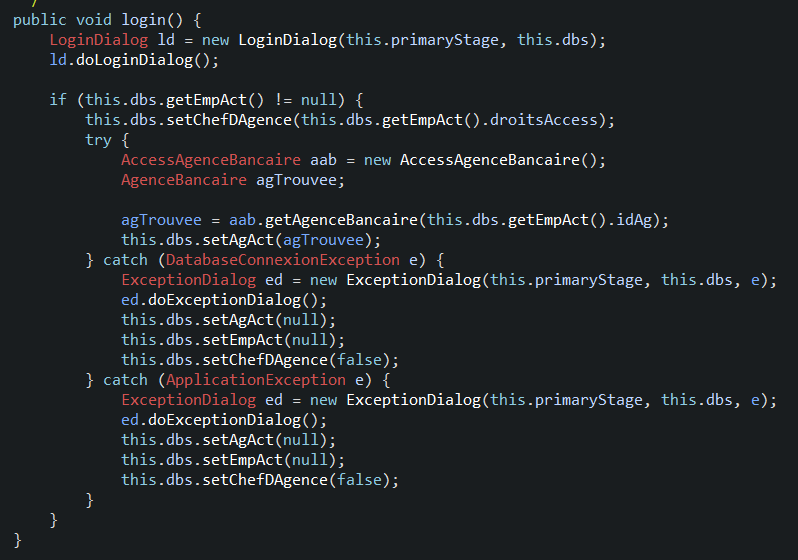 /
public void login() {
    LoginDialog ld = new LoginDialog(this.primaryStage, this.dbs);
    ld.doLoginDialog();

    if (this.dbs.getEmpAct() != null) {
        this.dbs.setChefDAgence(this.dbs.getEmpAct().droitsAccess);
        try {
            AccessAgenceBancaire aab = new AccessAgenceBancaire();
            AgenceBancaire agTrouvee;

            agTrouvee = aab.getAgenceBancaire(this.dbs.getEmpAct().idAg);
            this.dbs.setAgAct(agTrouvee);
        } catch (DatabaseConnexionException e) {
            ExceptionDialog ed = new ExceptionDialog(this.primaryStage, this.dbs, e);
            ed.doExceptionDialog();
            this.dbs.setAgAct(null);
            this.dbs.setEmpAct(null);
            this.dbs.setChefDAgence(false);
        } catch (ApplicationException e) {
            ExceptionDialog ed = new ExceptionDialog(this.primaryStage, this.dbs, e);
            ed.doExceptionDialog();
            this.dbs.setAgAct(null);
            this.dbs.setEmpAct(null);
            this.dbs.setChefDAgence(false);
        }
    }
}